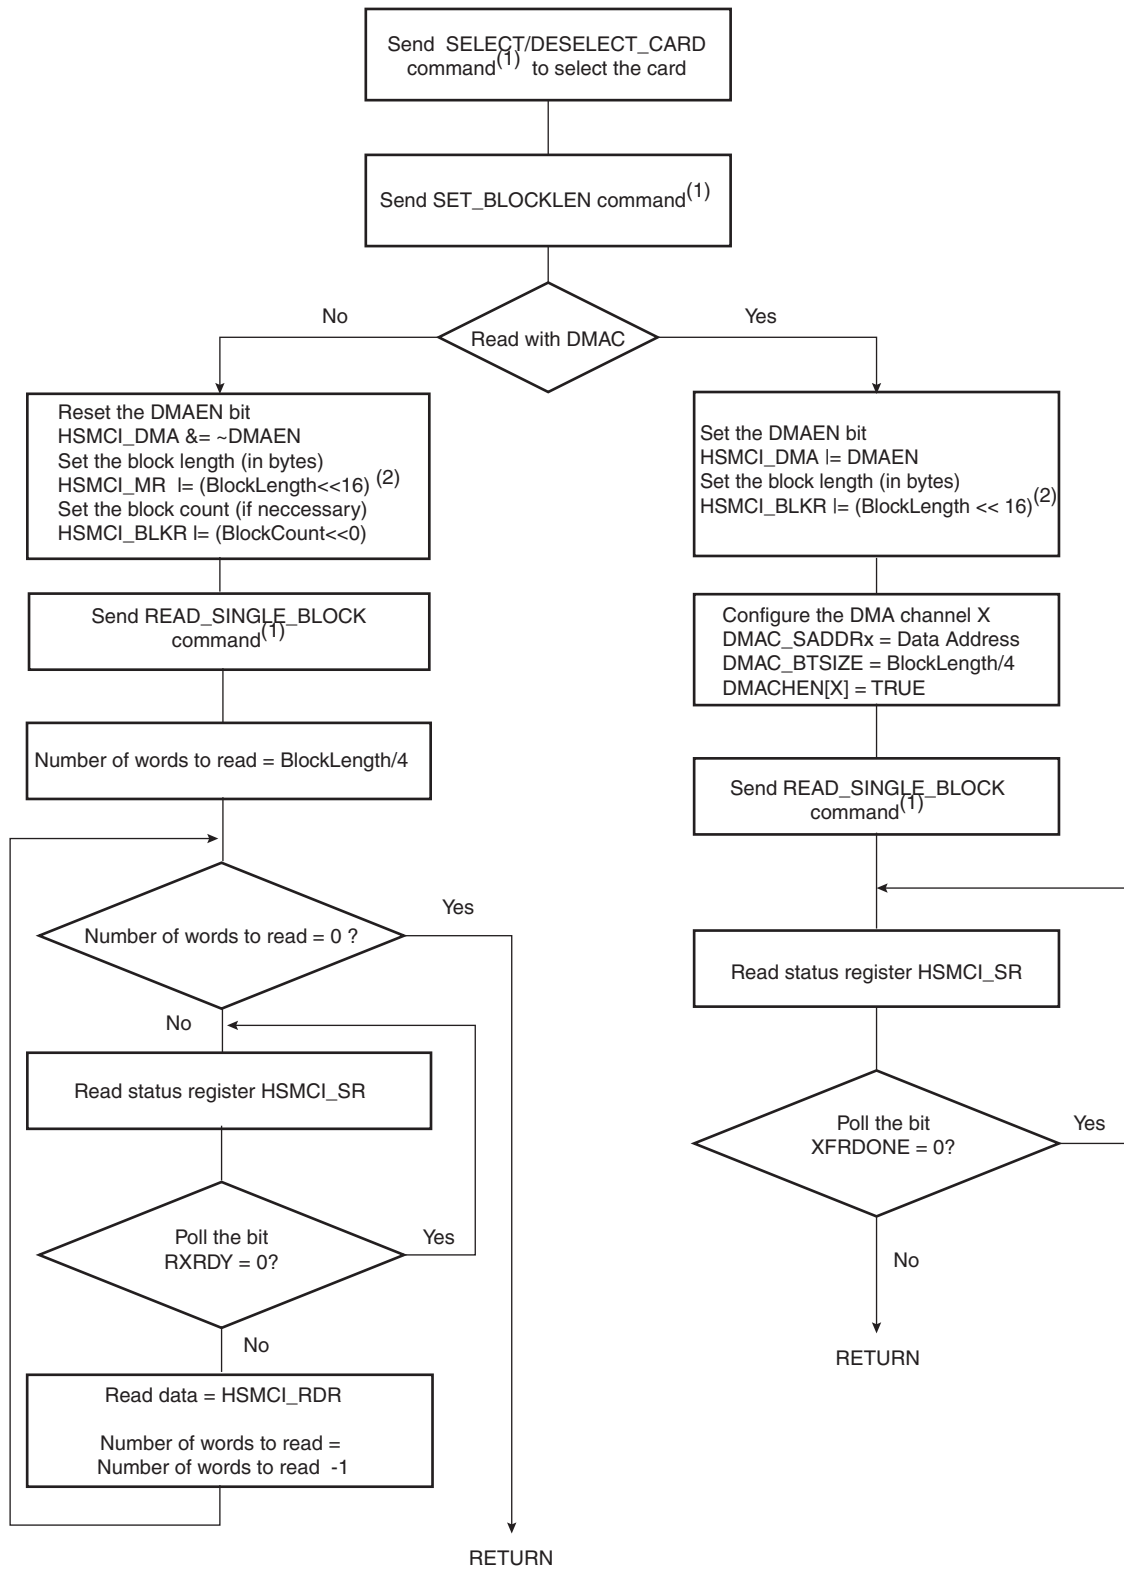 Send SELECT/DESELECT_CARD
command(1) to select the card
Send SET_BLOCKLEN command(1)
No
Yes
Read with DMAC
Reset the DMAEN bit
HSMCI_DMA &= ~DMAEN
Set the block length (in bytes)
HSMCI_MR |= (BlockLength<<16) (2)
Set the block count (if neccessary)
HSMCI_BLKR |= (BlockCount<<0)
Send READ_SINGLE_BLOCK
command(1)
Number of words to read = BlockLength/4
Number of words to read = 0 ?
Yes
No
Read status register HSMCI_SR
Poll the bit
RXRDY = 0?
Yes
No
Read data = HSMCI_RDR
Number of words to read =
Number of words to read -1
RETURN
Set the DMAEN bit
HSMCI_DMA |= DMAEN
Set the block length (in bytes)
HSMCI_BLKR |= (BlockLength << 16)(2)
Configure the DMA channel X
DMAC_SADDRx = Data Address
DMAC_BTSIZE = BlockLength/4
DMACHEN[X] = TRUE
Send READ_SINGLE_BLOCK
command(1)
Read status register HSMCI_SR
Poll the bit
XFRDONE = 0?
Yes
No
RETURN